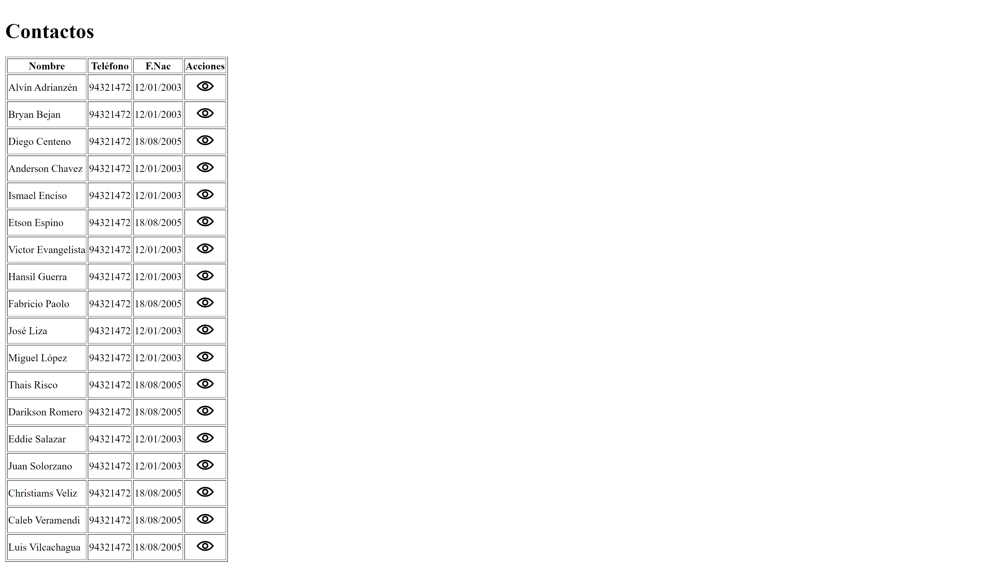 Contactos
Nombre Teléfono F.Nac Acciones
Alvín Adrianzén 94321472 12/01/2003
Bryan Bejan 94321472 12/01/2003
Diego Centeno 94321472 18/08/2005
Anderson Chavez 94321472 12/01/2003
Ismael Enciso 94321472 12/01/2003
Etson Espino 94321472 18/08/2005
Victor Evangelista 94321472 12/01/2003
Hansil Guerra 94321472 12/01/2003
Fabricio Paolo 94321472 18/08/2005
José Liza 94321472 12/01/2003
Miguel López 94321472 12/01/2003
Thais Risco 94321472 18/08/2005
Darikson Romero 94321472 18/08/2005
Eddie Salazar 94321472 12/01/2003
Juan Solorzano 94321472 12/01/2003
Christiams Veliz 94321472 18/08/2005
Caleb Veramendi 94321472 18/08/2005
Luis Vilcachagua 94321472 18/08/2005